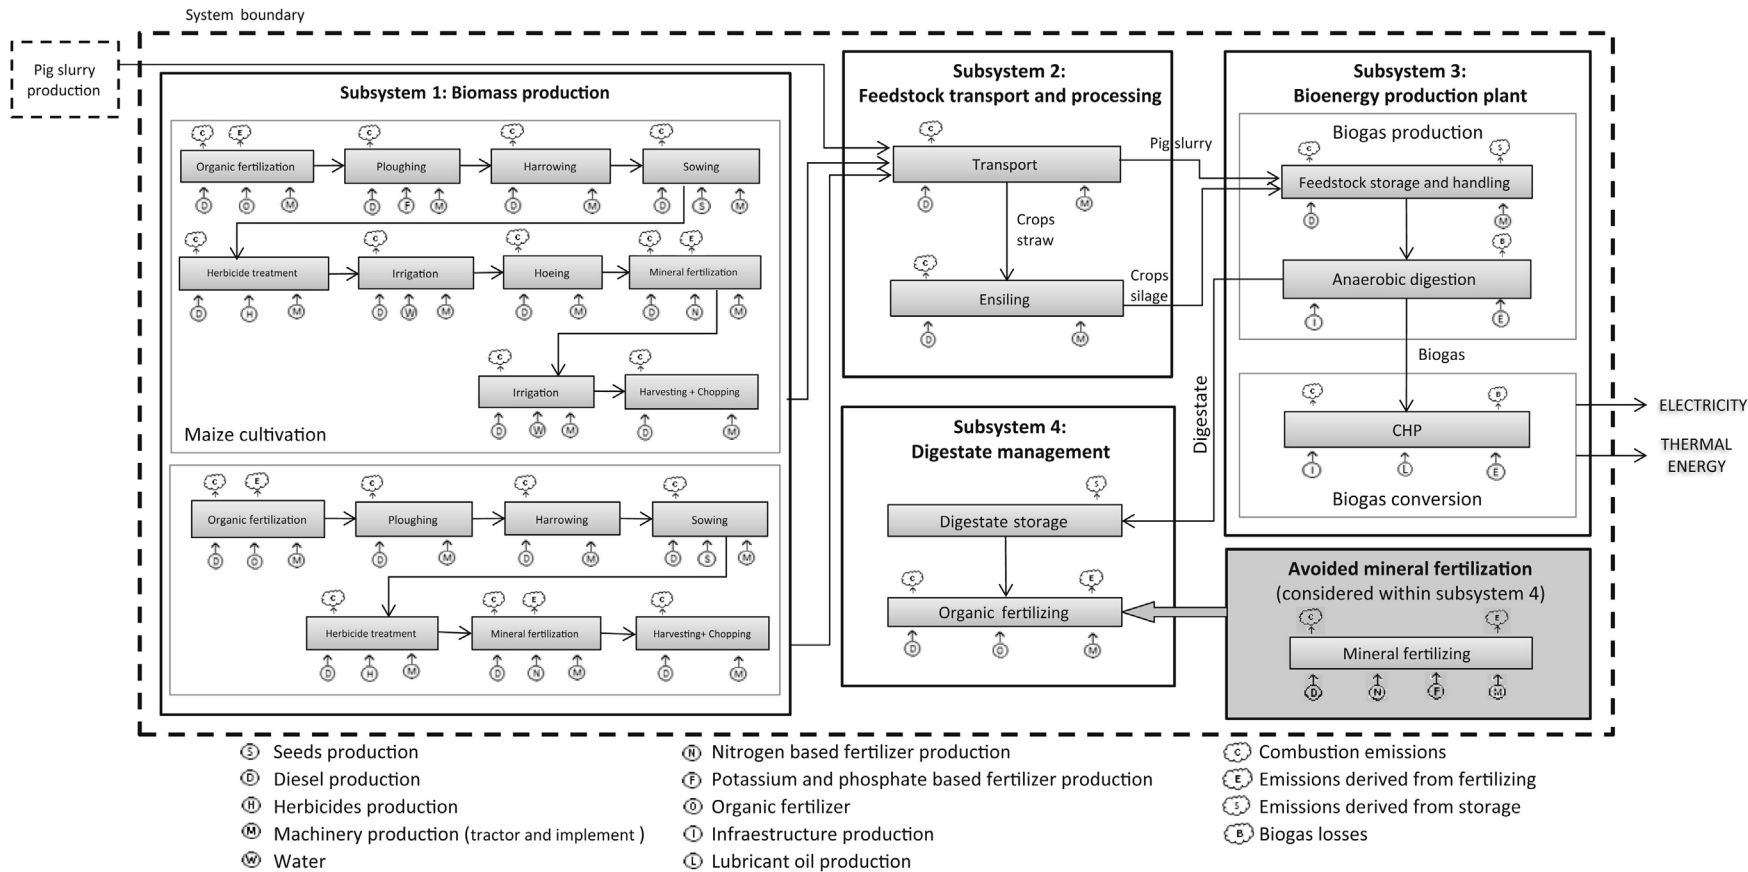 System boundary
Pig slurry
production
Subsystem 1: Biomass production
C
E
C
C
C
Organic fertilization
Ploughing
Harrowing
Sowing
D
O
M
D
F
M
D
M
D
S
M
C
C
C
C
E
Herbicide treatment
Irrigation
Hoeing
Mineral fertilization
D
H
M
D
W
M
D
M
D
N
M
C
C
Irrigation
Harvesting + Chopping
D
W
M
D
M
Maize cultivation
C
E
C
C
C
Organic fertilization
Ploughing
Harrowing
Sowing
D
O
M
D
M
D
M
D
S
M
C
C
E
C
Herbicide treatment
Mineral fertilization
Harvesting+ Chopping
D
H
M
D
N
M
D
M
Subsystem 2:
Feedstock transport and processing
C
Transport
D
M
Crops
straw
C
Ensiling
D
M
Pig slurry
Crops
silage
Subsystem 3:
Bioenergy production plant
Biogas production
C
S
Feedstock storage and handling
D
M
B
Anaerobic digestion
I
E
Biogas
C
B
CHP
I
L
E
Biogas conversion
Digestate
ELECTRICITY
THERMAL
ENERGY
Subsystem 4:
Digestate management
S
Digestate storage
C
E
Organic fertilizing
D
O
M
Avoided mineral fertilization
(considered within subsystem 4)
C
E
Mineral fertilizing
D
N
F
M
S Seeds production
D Diesel production
H Herbicides production
M Machinery production (tractor and implement )
W Water
N Nitrogen based fertilizer production
F Potassium and phosphate based fertilizer production
O Organic fertilizer
I Infraestructure production
L Lubricant oil production
C Combustion emissions
E Emissions derived from fertilizing
S Emissions derived from storage
B Biogas losses